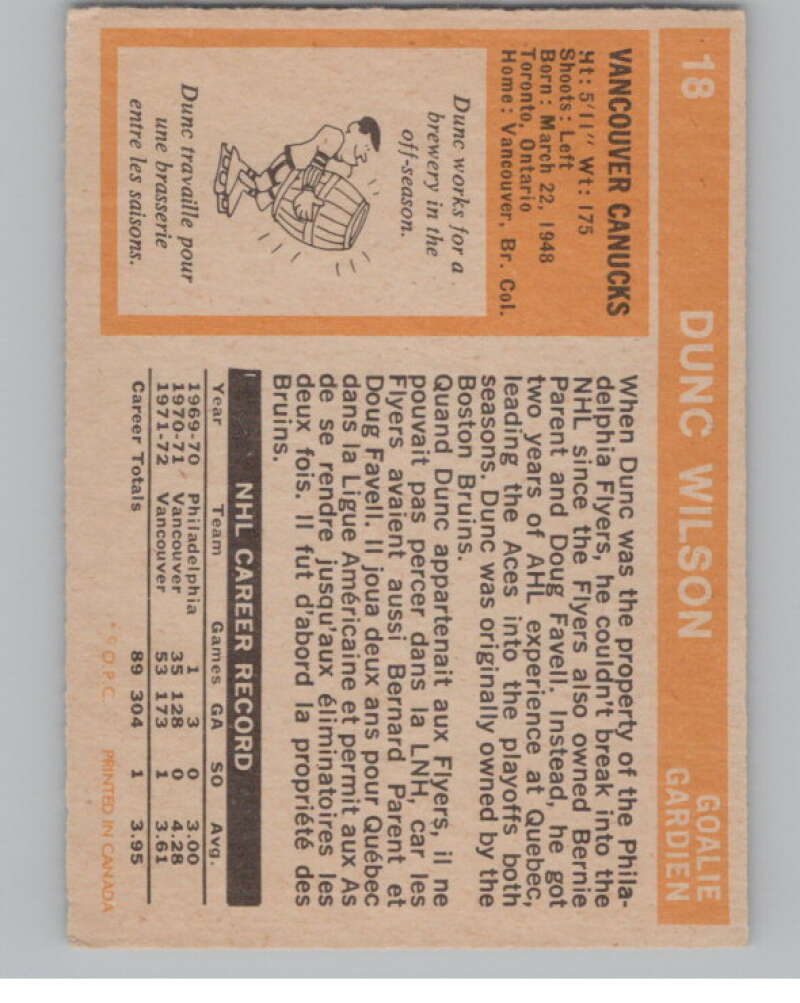 18 DUNC WILSON GOALIE
GARDIEN
VANCOUVER CANUCKS
Ht: 5'11" Wt: 175
Shoots: Left
Born: March 22, 1948
Toronto, Ontario
Home: Vancouver, Br. Col.
Dunc works for a
brewery in the
off-season.
Dunc travaille pour
une brasserie
entre les saisons.
When Dunc was the property of the Phila-
delphia Flyers, he couldn't break into the
NHL since the Flyers also owned Bernie
Parent and Doug Favell. Instead, he got
two years of AHL experience at Quebec,
leading the Aces into the playoffs both
seasons. Dunc was originally owned by the
Boston Bruins.
Quand Dunc appartenait aux Flyers, il ne
pouvait pas percer dans la LNH, car les
Flyers avaient aussi Bernard Parent et
Doug Favell. Il joua deux ans pour Québec
dans la Ligue Américaine et permit aux As
de se rendre jusqu'aux éliminatoires les
deux fois. Il fut d'abord la propriété des
Bruins.
NHL CAREER RECORD
Year Team Games GA SO Avg.
1969-70 Philadelphia 1 3 0 3.00
1970-71 Vancouver 35 128 0 4.28
1971-72 Vancouver 53 173 1 3.61
Career Totals 89 304 1 3.95
O.P.C. PRINTED IN CANADA